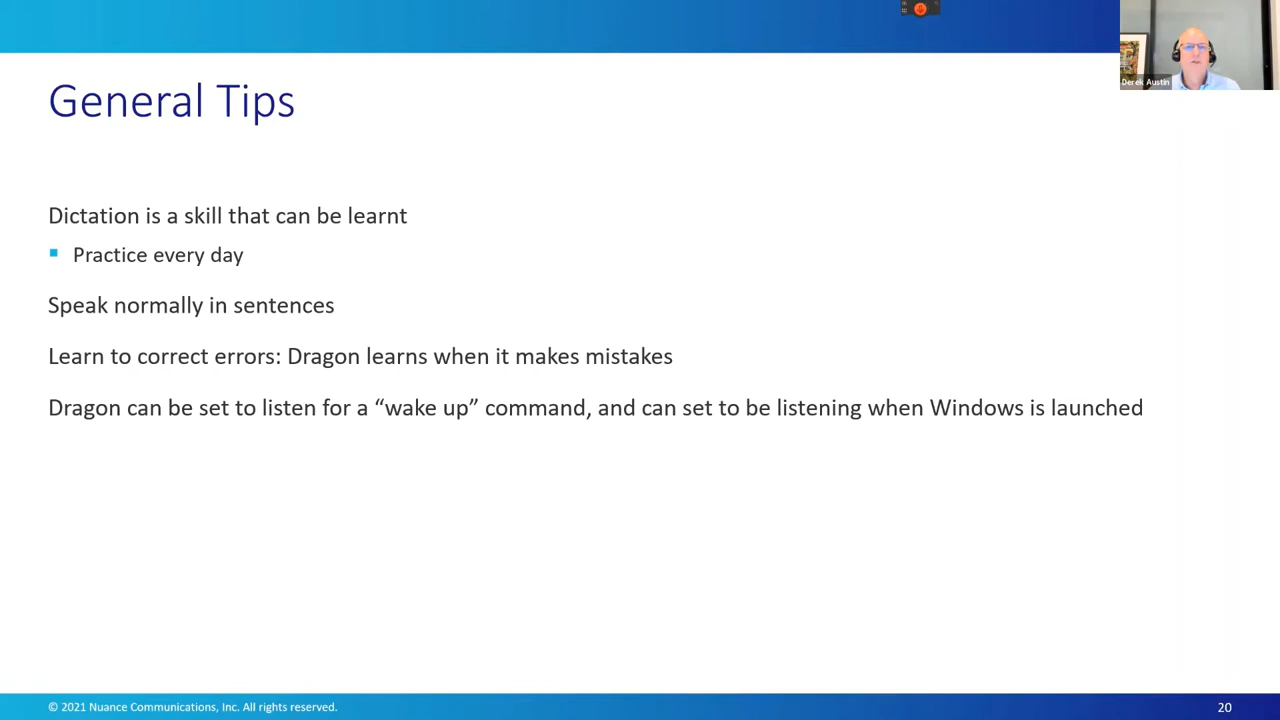 Derek Austin
General Tips
Dictation is a skill that can be learnt
Practice every day
Speak normally in sentences
Learn to correct errors: Dragon learns when it makes mistakes
Dragon can be set to listen for a “wake up” command, and can set to be listening when Windows is launched
© 2021 Nuance Communications, Inc. All rights reserved.
20